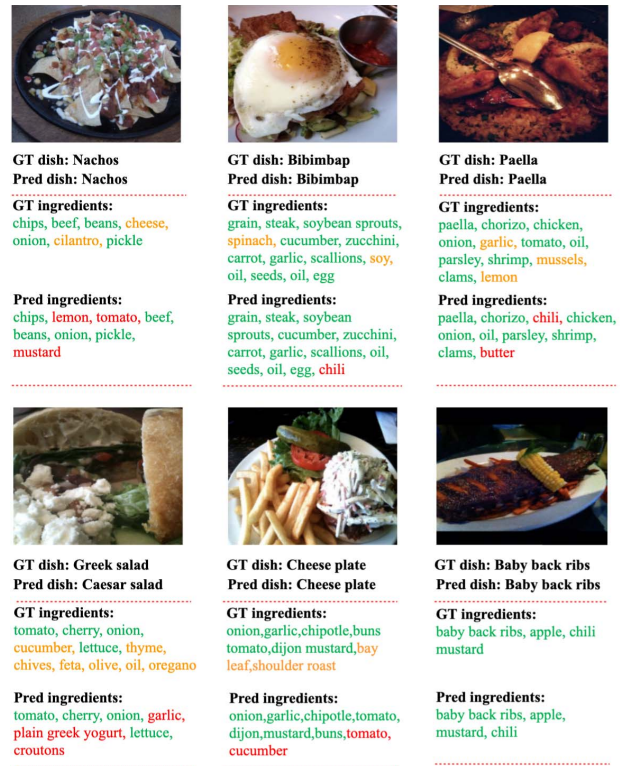 GT dish: Nachos
Pred dish: Nachos
GT ingredients:
chips, beef, beans, cheese,
onion, cilantro, pickle
Pred ingredients:
chips, lemon, tomato, beef,
beans, onion, pickle,
mustard
GT dish: Bibimbap
Pred dish: Bibimbap
GT ingredients:
grain, steak, soybean sprouts,
spinach, cucumber, zucchini,
carrot, garlic, scallions, soy,
oil, seeds, oil, egg
Pred ingredients:
grain, steak, soybean
sprouts, cucumber, zucchini,
carrot, garlic, scallions, oil,
seeds, oil, egg, chili
GT dish: Paella
Pred dish: Paella
GT ingredients:
paella, chorizo, chicken,
onion, garlic, tomato, oil,
parsley, shrimp, mussels,
clams, lemon
Pred ingredients:
paella, chorizo, chili, chicken,
onion, oil, parsley, shrimp,
clams, butter
GT dish: Greek salad
Pred dish: Caesar salad
GT ingredients:
tomato, cherry, onion,
cucumber, lettuce, thyme,
chives, feta, olive, oil, oregano
Pred ingredients:
tomato, cherry, onion, garlic,
plain greek yogurt, lettuce,
croutons
GT dish: Cheese plate
Pred dish: Cheese plate
GT ingredients:
onion,garlic,chipotle,buns
tomato,dijon mustard,bay
leaf,shoulder roast
Pred ingredients:
onion,garlic,chipotle,tomato,
dijon,mustard,buns,tomato,
cucumber
GT dish: Baby back ribs
Pred dish: Baby back ribs
GT ingredients:
baby back ribs, apple, chili
mustard
Pred ingredients:
baby back ribs, apple,
mustard, chili